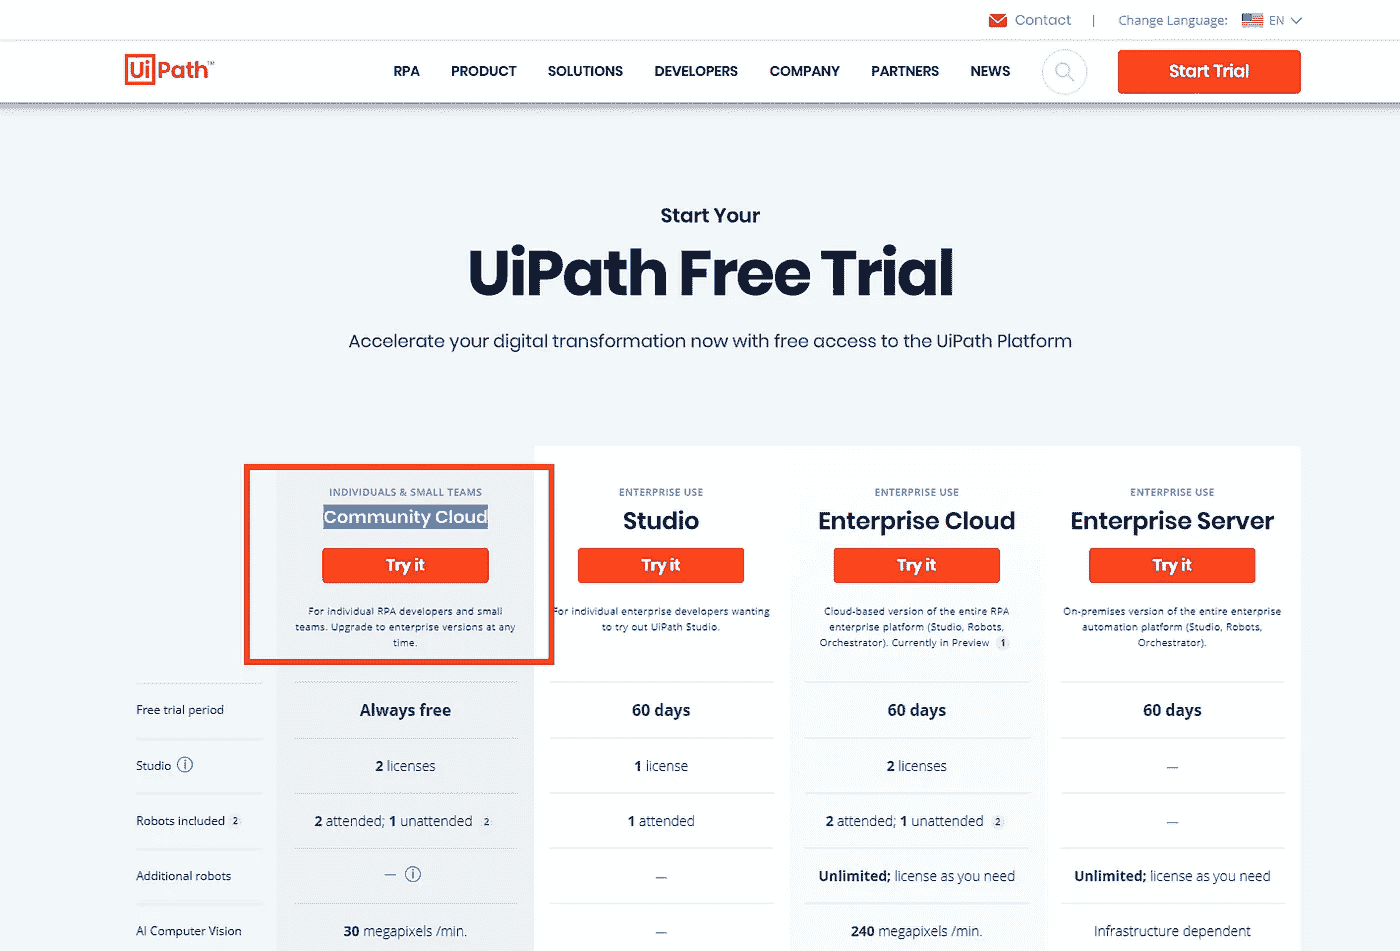 Contact | Change Language: EN
UiPath™ RPA PRODUCT SOLUTIONS DEVELOPERS COMPANY PARTNERS NEWS Start Trial
Start Your
UiPath Free Trial
Accelerate your digital transformation now with free access to the UiPath Platform
INDIVIDUALS & SMALL TEAMS
Community Cloud
Try it
For individual RPA developers and small
teams. Upgrade to enterprise versions at any
time.
ENTERPRISE USE
Studio
Try it
For individual enterprise developers wanting
to try out UiPath Studio.
ENTERPRISE USE
Enterprise Cloud
Try it
Cloud-based version of the entire RPA
enterprise platform (Studio, Robots,
Orchestrator). Currently in Preview 1
ENTERPRISE USE
Enterprise Server
Try it
On-premises version of the entire enterprise
automation platform (Studio, Robots,
Orchestrator).
Free trial period Always free 60 days 60 days 60 days
Studio i 2 licenses 1 license 2 licenses —
Robots included 2 2 attended; 1 unattended 2 1 attended 2 attended; 1 unattended 2 —
Additional robots — i — Unlimited; license as you need Unlimited; license as you need
AI Computer Vision 30 megapixels /min. — 240 megapixels /min. Infrastructure dependent